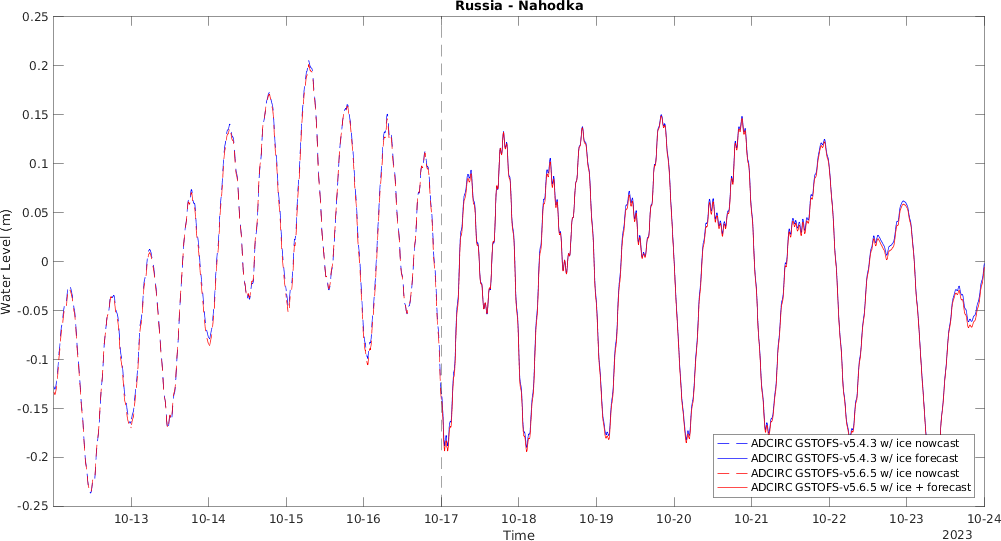 Russia - Nahodka
0.25
0.2
0.15
0.1
0.05
0
-0.05
-0.1
-0.15
-0.2
-0.25
Water Level (m)
ADCIRC GSTOFS-v5.4.3 w/ ice nowcast
ADCIRC GSTOFS-v5.4.3 w/ ice forecast
ADCIRC GSTOFS-v5.6.5 w/ ice nowcast
ADCIRC GSTOFS-v5.6.5 w/ ice + forecast
10-13 10-14 10-15 10-16 10-17 10-18 10-19 10-20 10-21 10-22 10-23 10-24
Time
2023